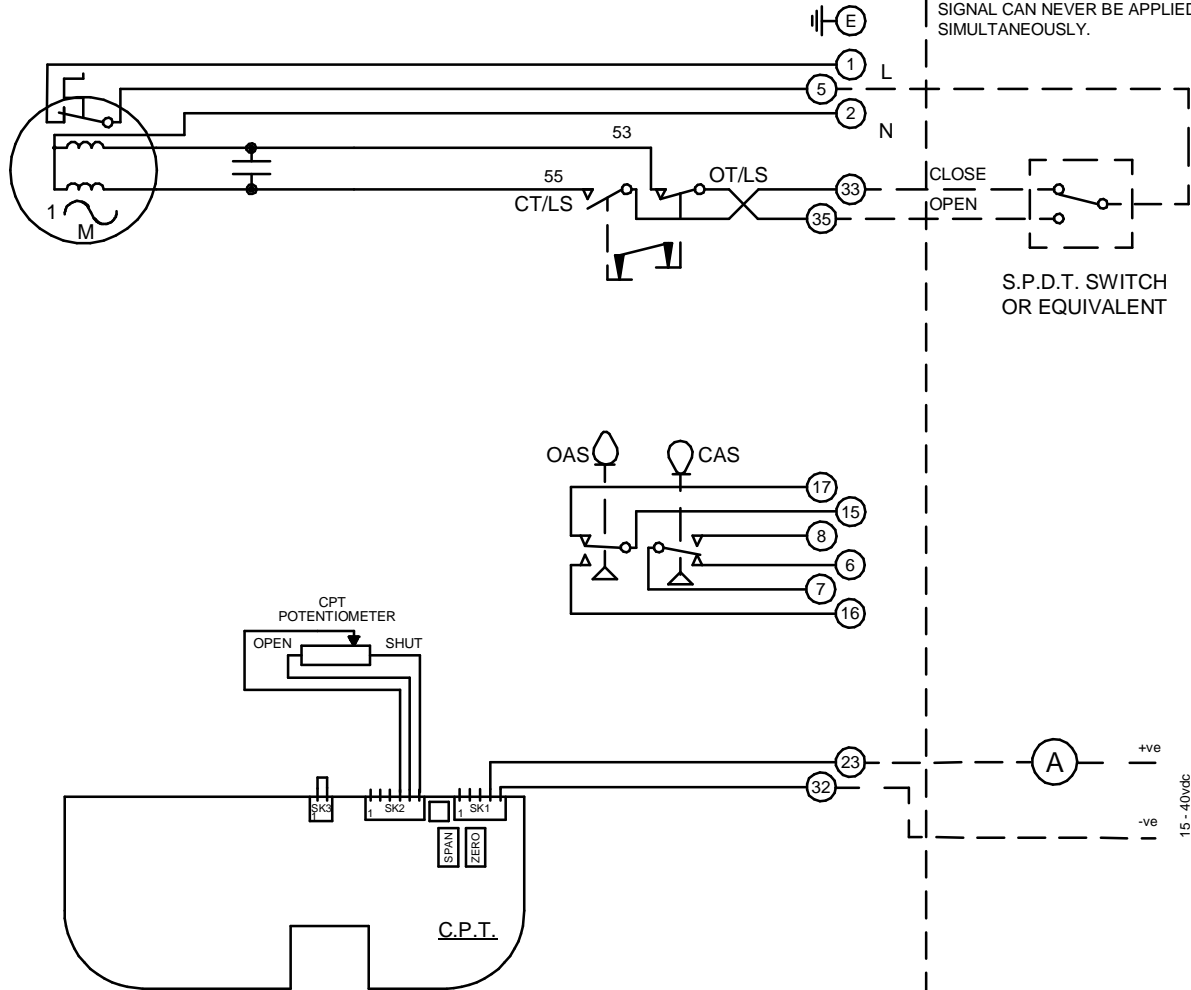 SIGNAL CAN NEVER BE APPLIED
SIMULTANEOUSLY.
E
1
L
5
2
N
53
55
CT/LS
OT/LS
33
CLOSE
35
OPEN
1
M
S.P.D.T. SWITCH
OR EQUIVALENT
OAS
CAS
17
15
8
6
7
16
CPT
POTENTIOMETER
OPEN
SHUT
23
A
+ve
32
-ve
15 - 40vdc
SK3
1
SK2
1
SK1
1
SPAN
ZERO
C.P.T.